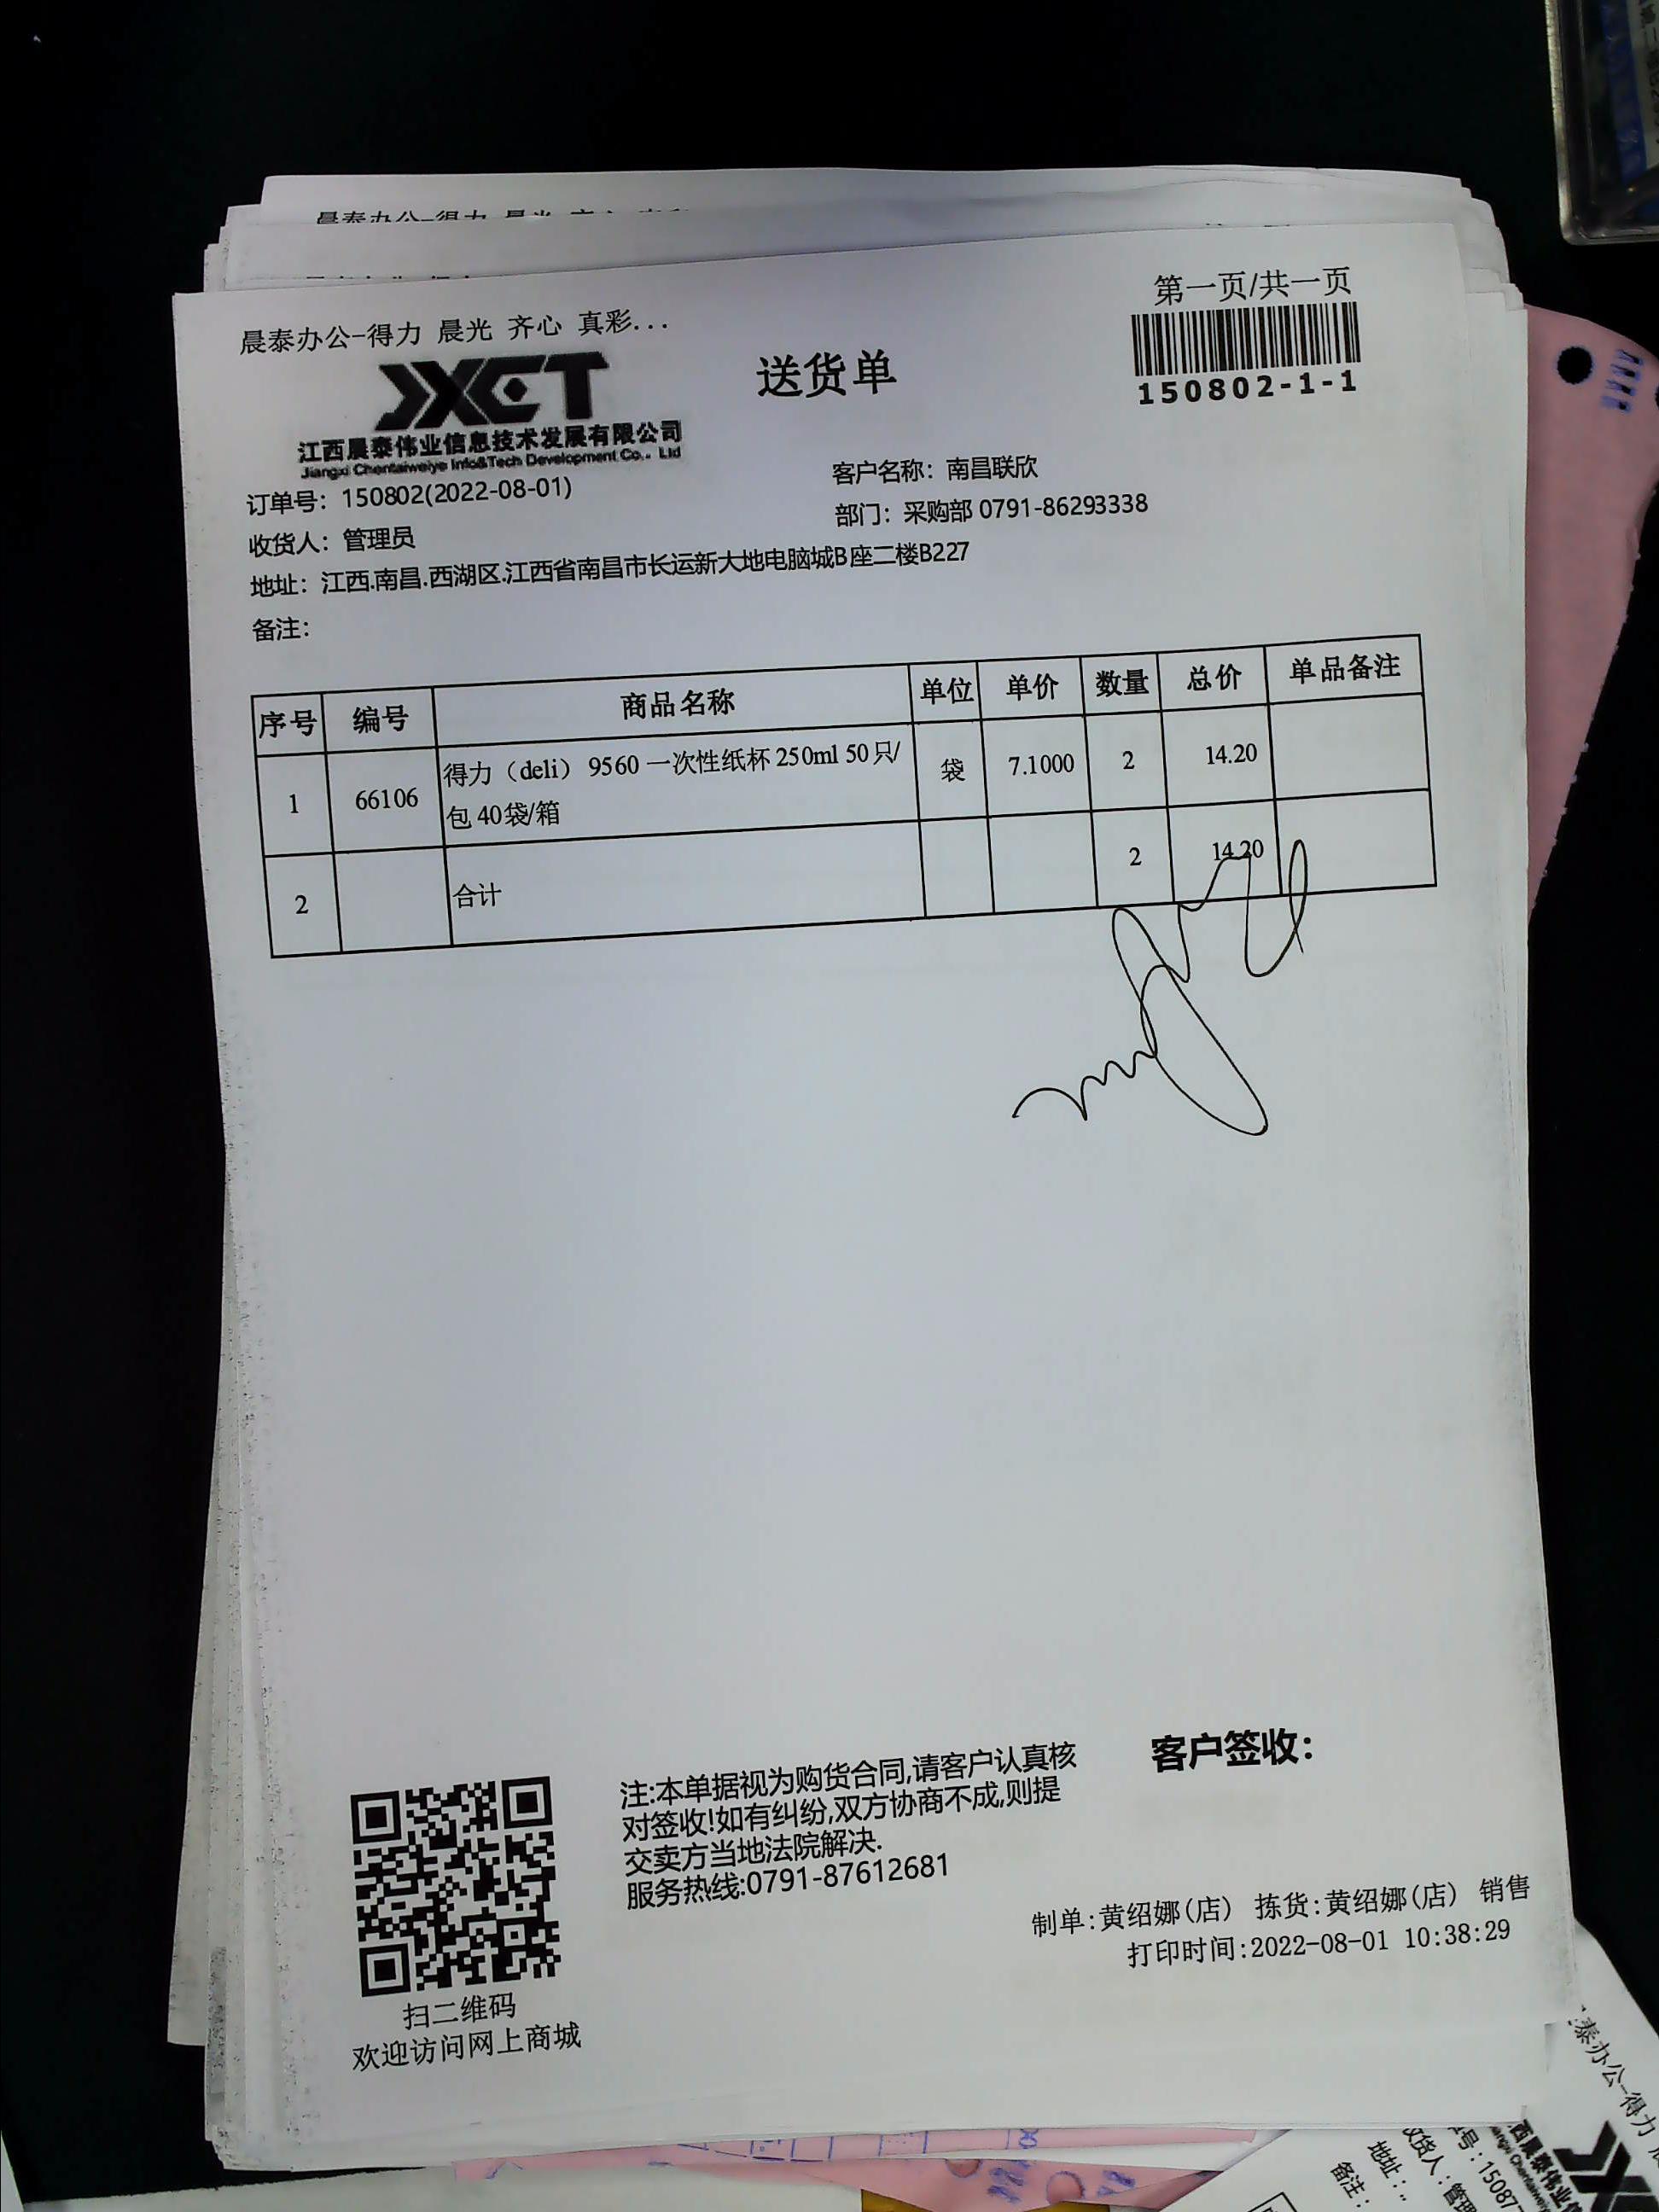 晨泰办公-得力 晨光 齐心 真彩...
第一页/共一页
JXCT
送货单
150802-1-1
江西晨泰伟业信息技术发展有限公司
Jiangxi Chentaiweiye Info&Tech Development Co.. Ltd
订单号：150802(2022-08-01)
客户名称：南昌联欣
收货人：管理员
部门：采购部 0791-86293338
地址：江西.南昌.西湖区.江西省南昌市长运新大地电脑城B座二楼B227
备注：
序号 编号 商品名称 单位 单价 数量 总价 单品备注
1 66106 得力（deli）9560 一次性纸杯 250ml 50只/ 袋 7.1000 2 14.20
包 40袋/箱
2 合计 2 14.20
注:本单据视为购货合同,请客户认真核
对签收!如有纠纷,双方协商不成,则提
交卖方当地法院解决.
服务热线:0791-87612681
客户签收：
制单:黄绍娜(店) 拣货:黄绍娜(店) 销售
打印时间:2022-08-01 10:38:29
扫二维码
欢迎访问网上商城
泰办公-得力
地址：
备注：